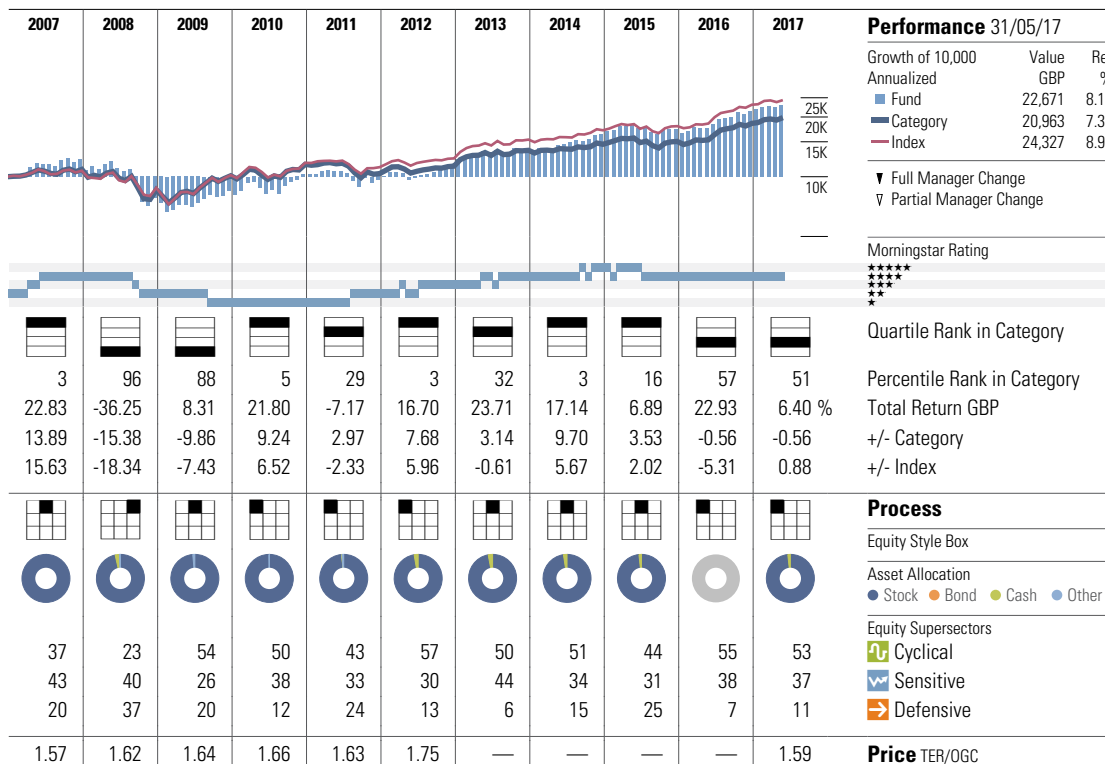 2007 2008 2009 2010 2011 2012 2013 2014 2015 2016 2017
Performance 31/05/17
Growth of 10,000 Value
Annualized GBP %
Fund 22,671 8.1
Category 20,963 7.3
Index 24,327 8.9
Full Manager Change
Partial Manager Change
25K
20K
15K
10K
Morningstar Rating
★★★★★
★★★★
★★★
★★
★
Quartile Rank in Category
3 96 88 5 29 3 32 3 16 57 51 Percentile Rank in Category
22.83 -36.25 8.31 21.80 -7.17 16.70 23.71 17.14 6.89 22.93 6.40 % Total Return GBP
13.89 -15.38 -9.86 9.24 2.97 7.68 3.14 9.70 3.53 -0.56 -0.56 +/- Category
15.63 -18.34 -7.43 6.52 -2.33 5.96 -0.61 5.67 2.02 -5.31 0.88 +/- Index
Process
Equity Style Box
Asset Allocation
Stock Bond Cash Other
Equity Supersectors
37 23 54 50 43 57 50 51 44 55 53 Cyclical
43 40 26 38 33 30 44 34 31 38 37 Sensitive
20 37 20 12 24 13 6 15 25 7 11 Defensive
1.57 1.62 1.64 1.66 1.63 1.75 — — — — 1.59 Price TER/OGC